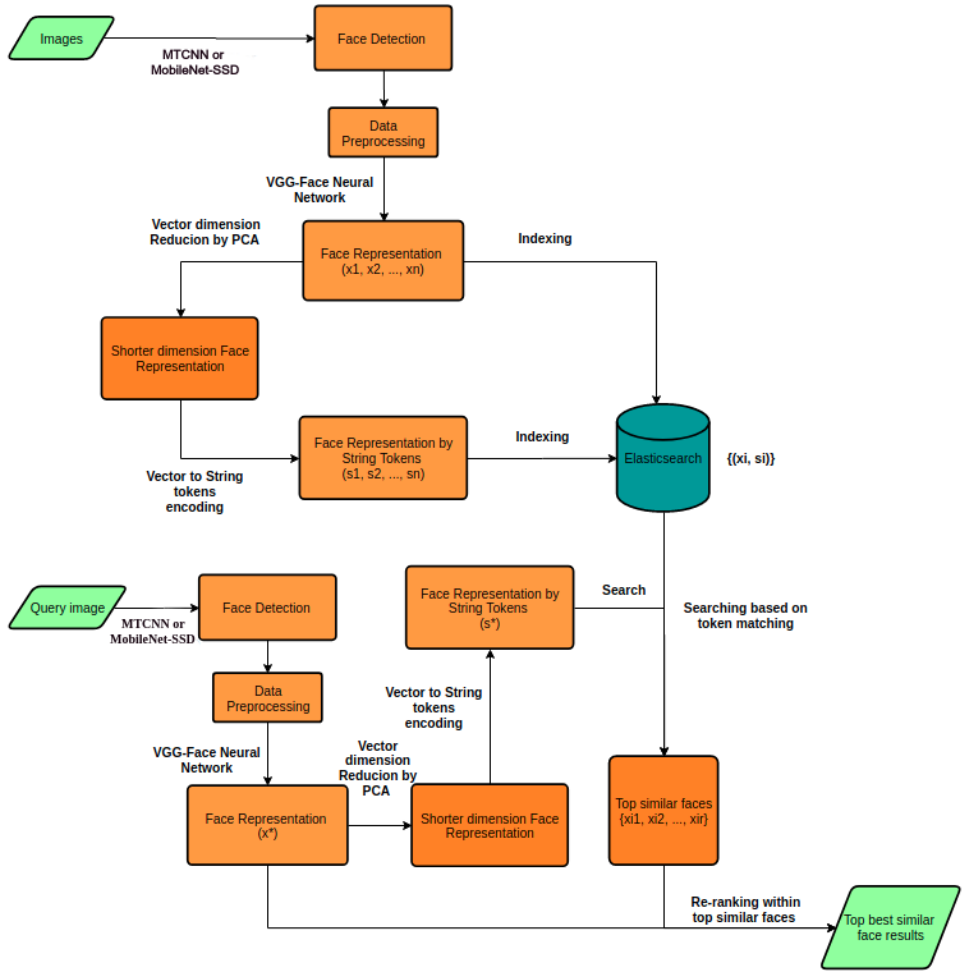 Images
MTCNN or
MobileNet-SSD
Face Detection
Data
Preprocessing
VGG-Face Neural
Network
Vector dimension
Reducion by PCA
Face Representation
(x1, x2, ..., xn)
Indexing
Shorter dimension Face
Representation
Vector to String
tokens
encoding
Face Representation by
String Tokens
(s1, s2, ..., sn)
Indexing
Elasticsearch
{(xi, si)}
Query image
MTCNN or
MobileNet-SSD
Face Detection
Data
Preprocessing
VGG-Face Neural
Network
Face Representation
(x*)
Vector
dimension
Reducion by
PCA
Shorter dimension Face
Representation
Vector to String
tokens
encoding
Face Representation by
String Tokens
(s*)
Search
Searching based on
token matching
Top similar faces
{xi1, xi2, ..., xir}
Re-ranking within
top similar faces
Top best similar
face results